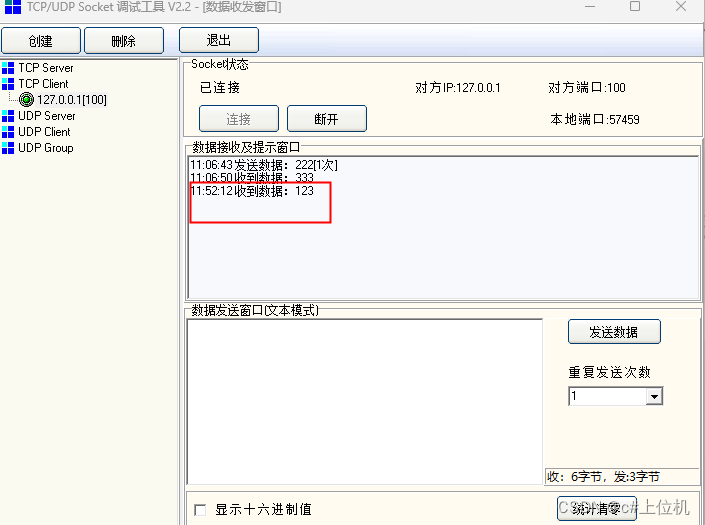 TCP/UDP Socket 调试工具 V2.2 - [数据收发窗口]
创建 删除 退出
TCP Server
TCP Client
127.0.0.1[100]
UDP Server
UDP Client
UDP Group
Socket状态
已连接 对方IP:127.0.0.1 对方端口:100
连接 断开 本地端口:57459
数据接收及提示窗口
11:06:43 发送数据：222[1次]
11:06:50 收到数据：333
11:52:12 收到数据：123
数据发送窗口(文本模式)
发送数据
重复发送次数
1
收：6字节，发:3字节
显示十六进制值 统计清零
CSDN @c#上位机